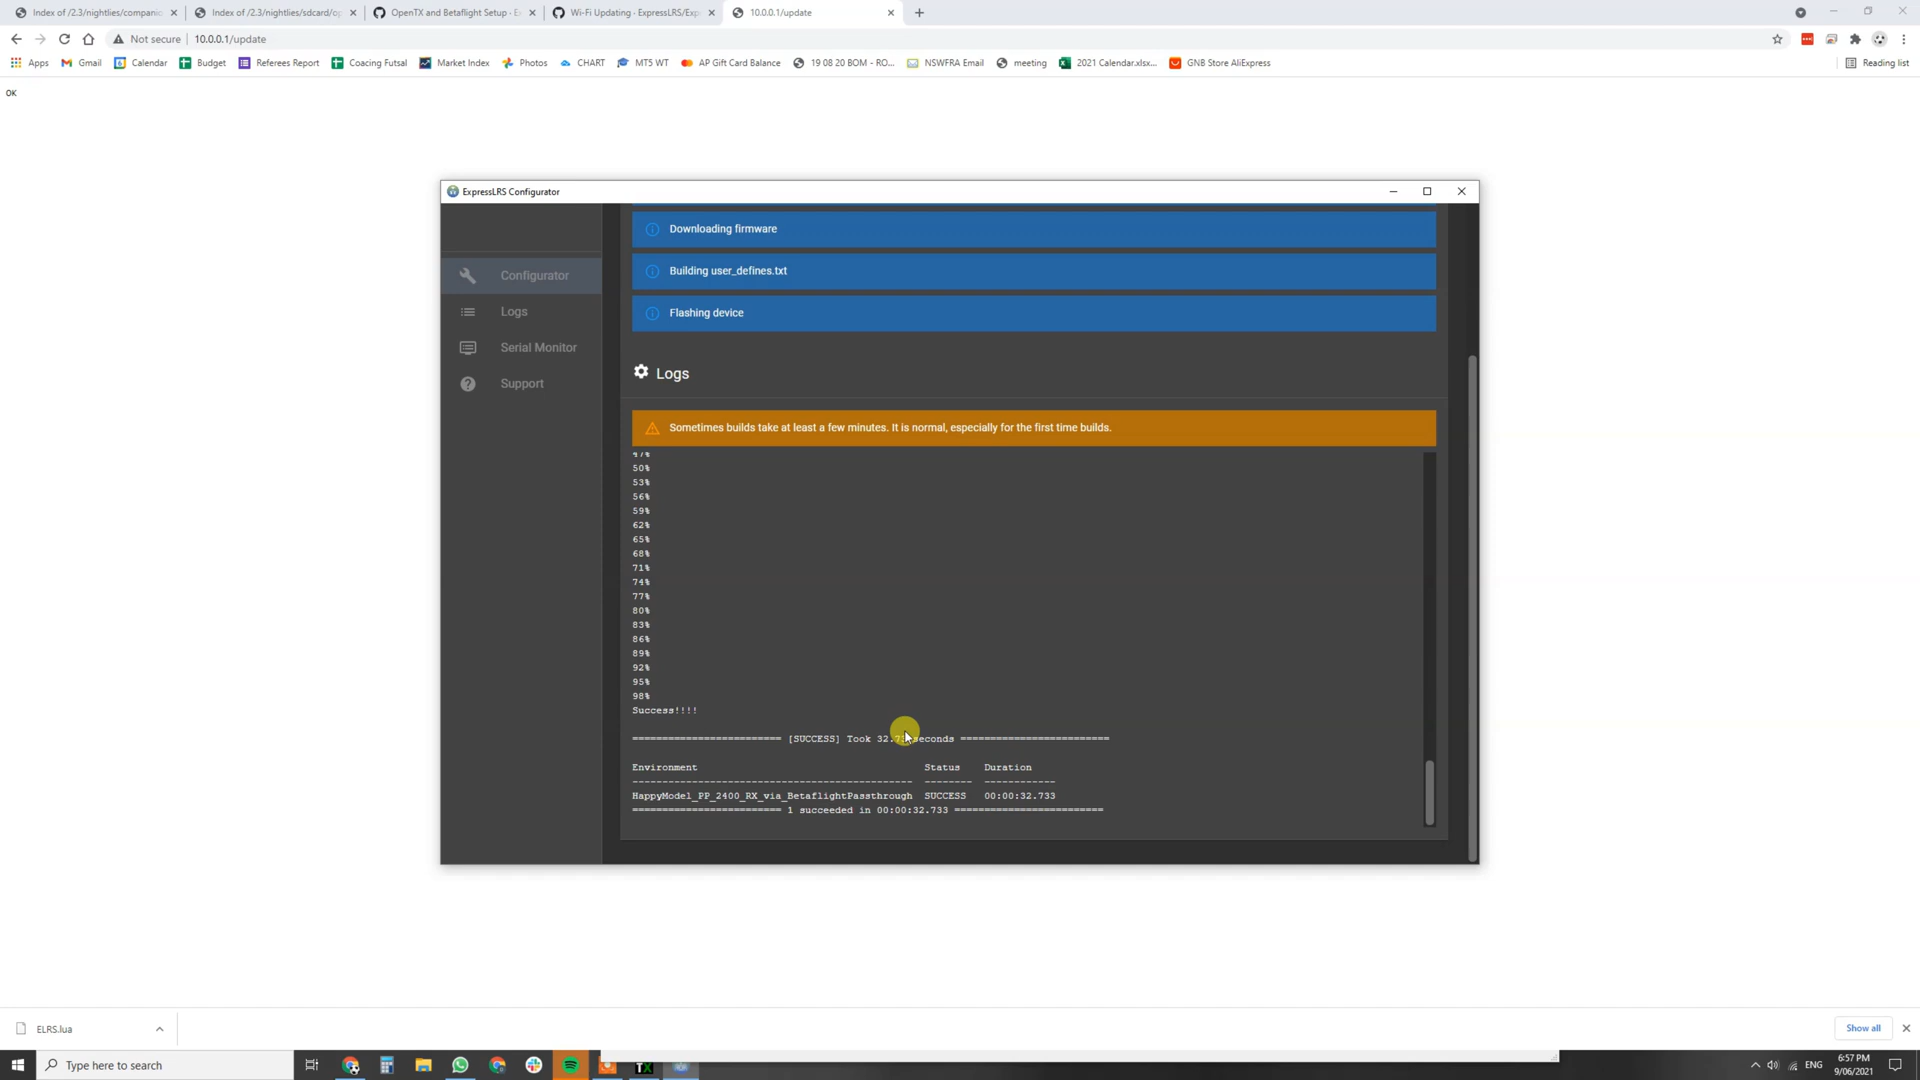 Index of /2.3/nightlies/companio
Index of /2.3/nightlies/sdcard/op
OpenTX and Betaflight Setup · E
Wi-Fi Updating · ExpressLRS/Exp
10.0.0.1/update
Not secure
10.0.0.1/update
Apps
Gmail
Calendar
Budget
Referees Report
Coacing Futsal
Market Index
Photos
CHART
MT5 WT
AP Gift Card Balance
19 08 20 BOM - RO...
NSWFRA Email
meeting
2021 Calendar.xlsx...
GNB Store AliExpress
Reading list
OK
ExpressLRS Configurator
Configurator
Logs
Serial Monitor
Support
Downloading firmware
Building user_defines.txt
Flashing device
Logs
Sometimes builds take at least a few minutes. It is normal, especially for the first time builds.
47%
50%
53%
56%
59%
62%
65%
68%
71%
74%
77%
80%
83%
86%
89%
92%
95%
98%
Success!!!!
========================= [SUCCESS] Took 32.73 seconds =========================
Environment Status Duration
----------------------------------------------- -------- ------------
HappyModel_PP_2400_RX_via_BetaflightPassthrough SUCCESS 00:00:32.733
========================= 1 succeeded in 00:00:32.733 =========================
ELRS.lua
Show all
Type here to search
TX
ENG
6:57 PM
9/06/2021